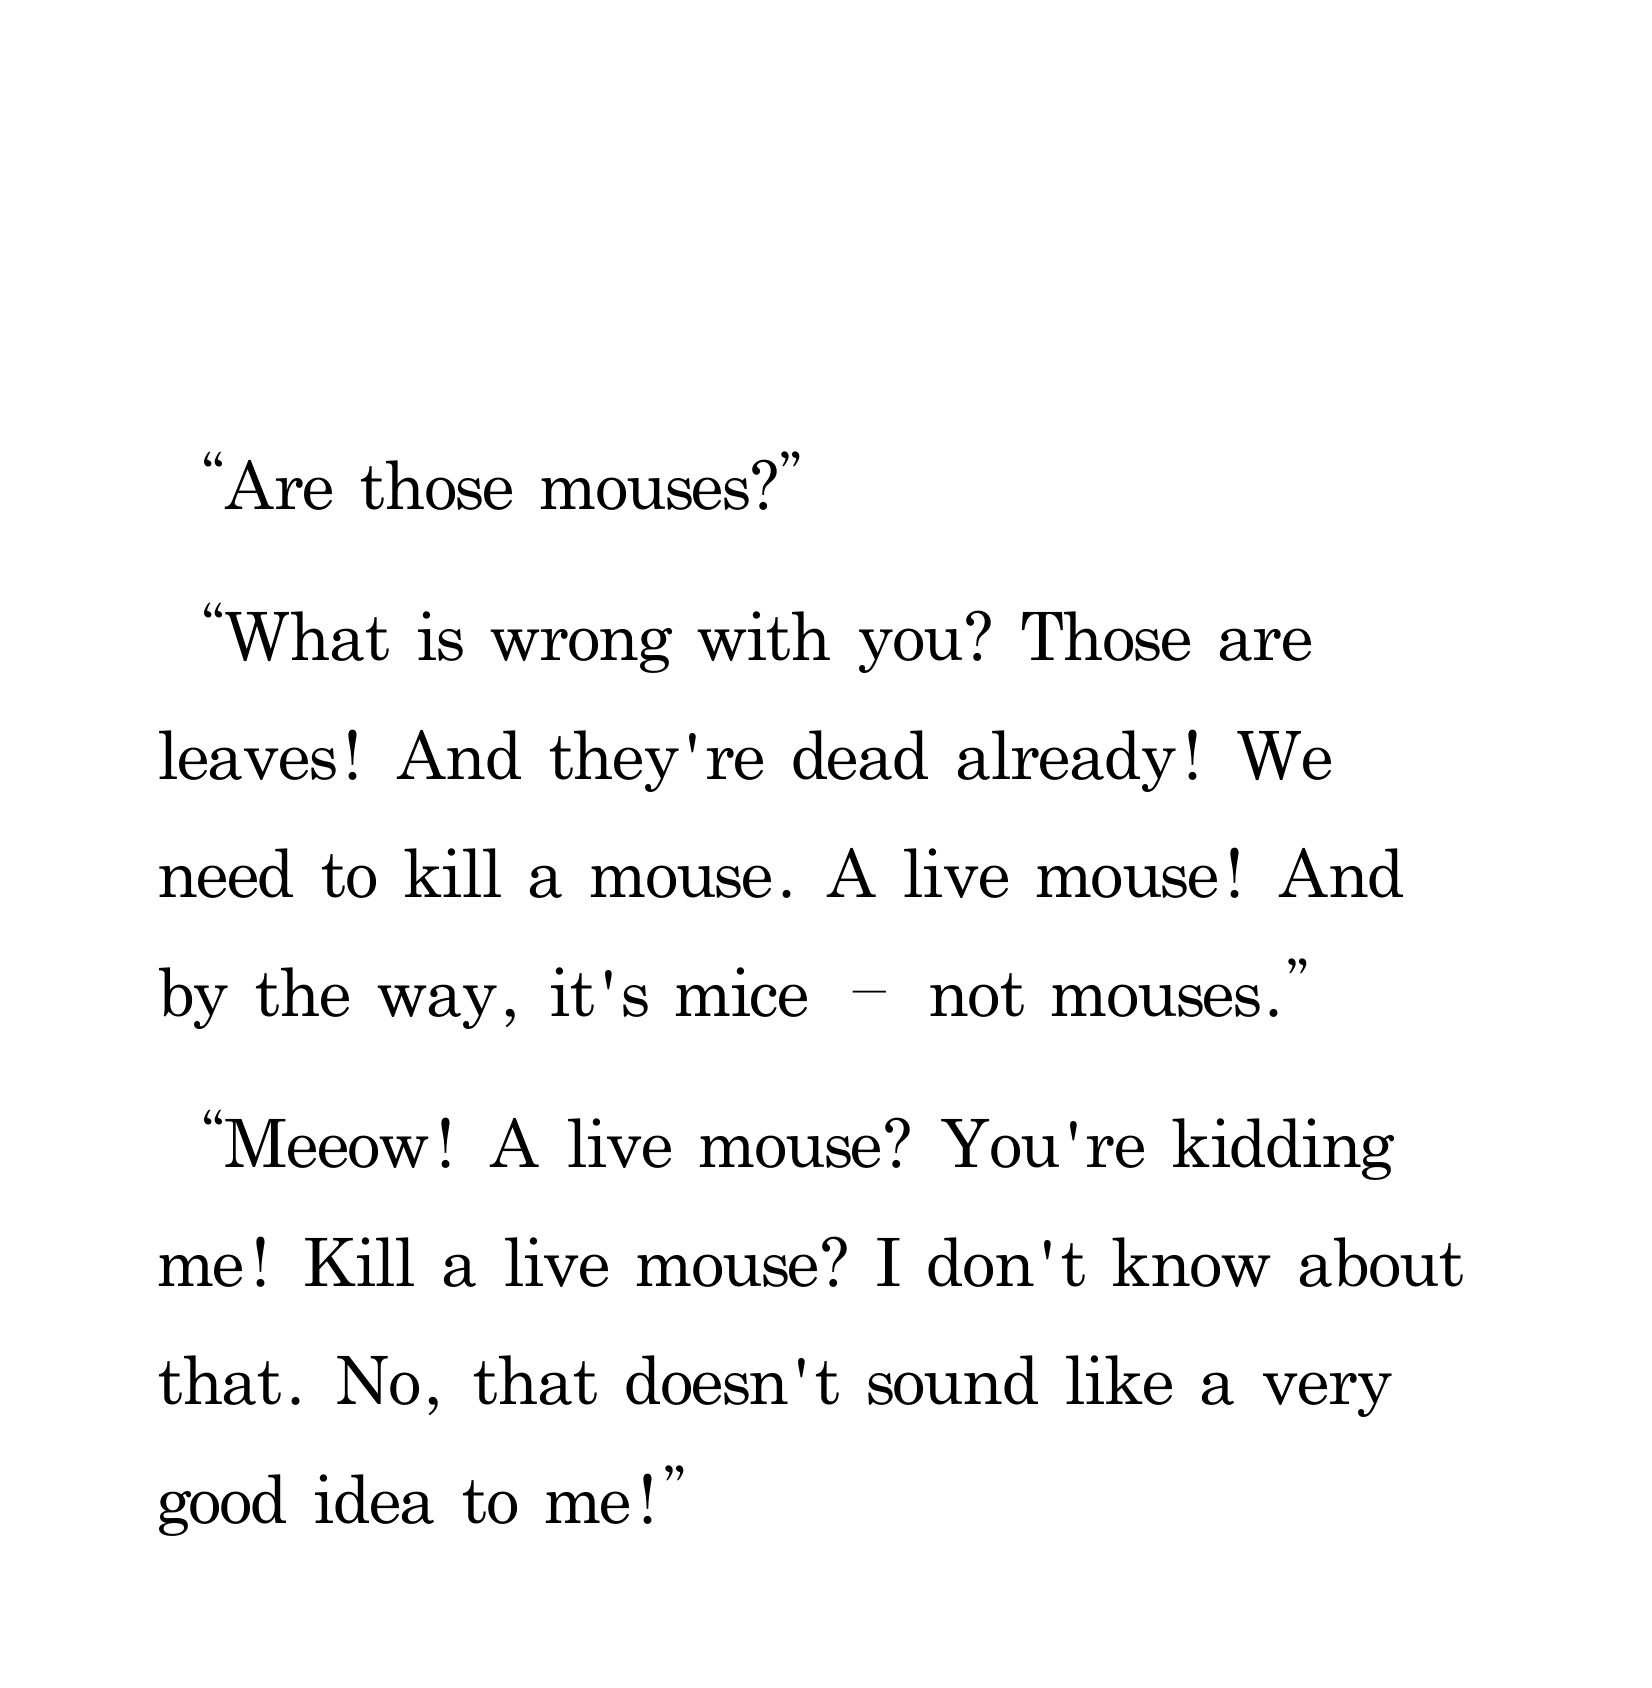 “Are those mouses?”
“What is wrong with you? Those are
leaves! And they're dead already! We
need to kill a mouse. A live mouse! And
by the way, it's mice – not mouses.”
“Meeow! A live mouse? You're kidding
me! Kill a live mouse? I don't know about
that. No, that doesn't sound like a very
good idea to me!”